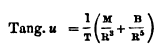 Tang. u = 1/T (M/R³ + B/R⁵)